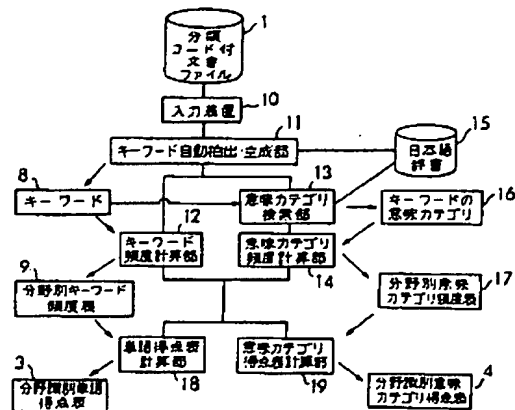 1
分類
コード付
文書
ファイル
入力装置
10
11
キーワード自動抽出・生成部
15
日本語
辞書
8
キーワード
13
意味カテゴリ
検索部
キーワードの
意味カテゴリ
16
12
キーワード
頻度計算部
意味カテゴリ
頻度計算部
14
9
分野別キーワード
頻度表
分野別意味
カテゴリ頻度表
17
単語得点表
計算部
18
意味カテゴリ
得点表計算部
19
3
分野識別単語
得点表
分野識別意味
カテゴリ得点表
4